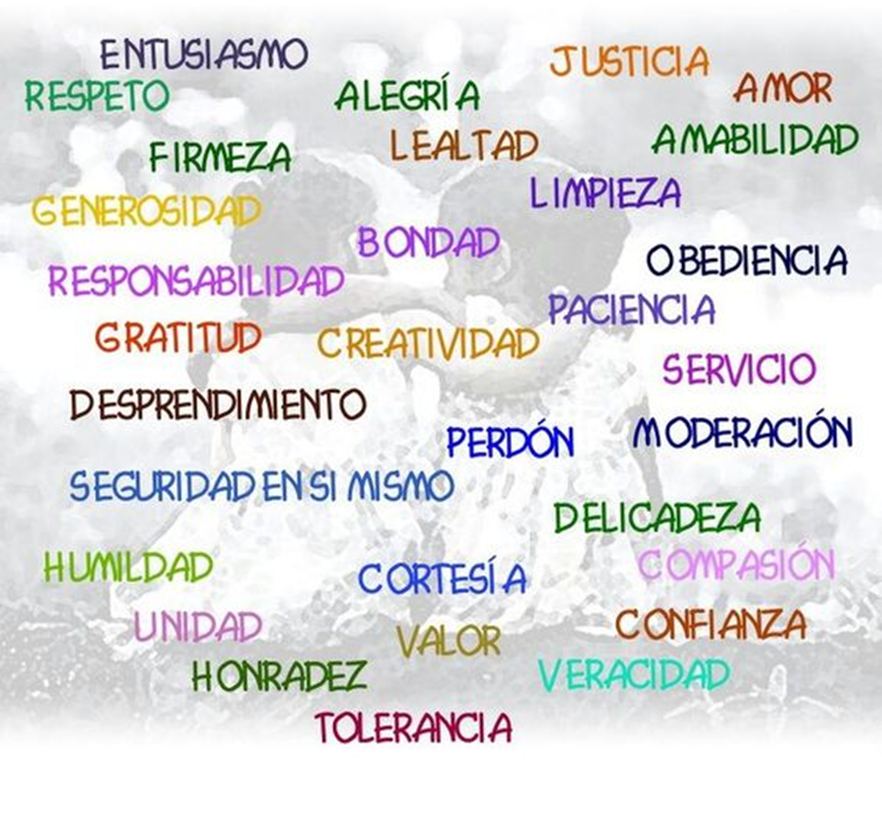 ENTUSIASMO
JUSTICIA
RESPETO
ALEGRÍA
AMOR
FIRMEZA
LEALTAD
AMABILIDAD
GENEROSIDAD
LIMPIEZA
BONDAD
OBEDIENCIA
RESPONSABILIDAD
PACIENCIA
GRATITUD
CREATIVIDAD
SERVICIO
DESPRENDIMIENTO
PERDÓN
MODERACIÓN
SEGURIDAD EN SI MISMO
DELICADEZA
HUMILDAD
CORTESÍA
COMPASIÓN
UNIDAD
VALOR
CONFIANZA
HONRADEZ
VERACIDAD
TOLERANCIA